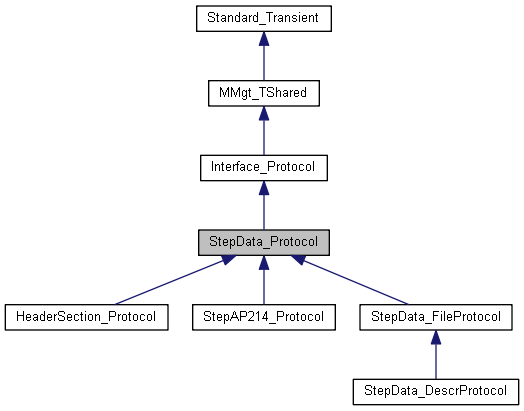 Standard_Transient
MMgt_TShared
Interface_Protocol
StepData_Protocol
HeaderSection_Protocol
StepAP214_Protocol
StepData_FileProtocol
StepData_DescrProtocol